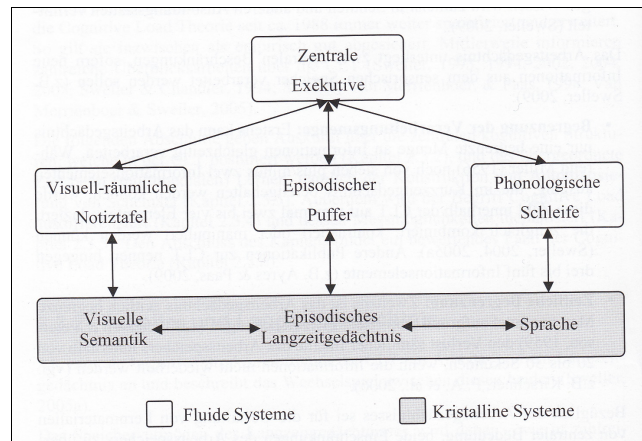 Zentrale
Exekutive
Visuell-räumliche
Notiztafel
Episodischer
Puffer
Phonologische
Schleife
Visuelle
Semantik
Episodisches
Langzeitgedächtnis
Sprache
Fluide Systeme
Kristalline Systeme